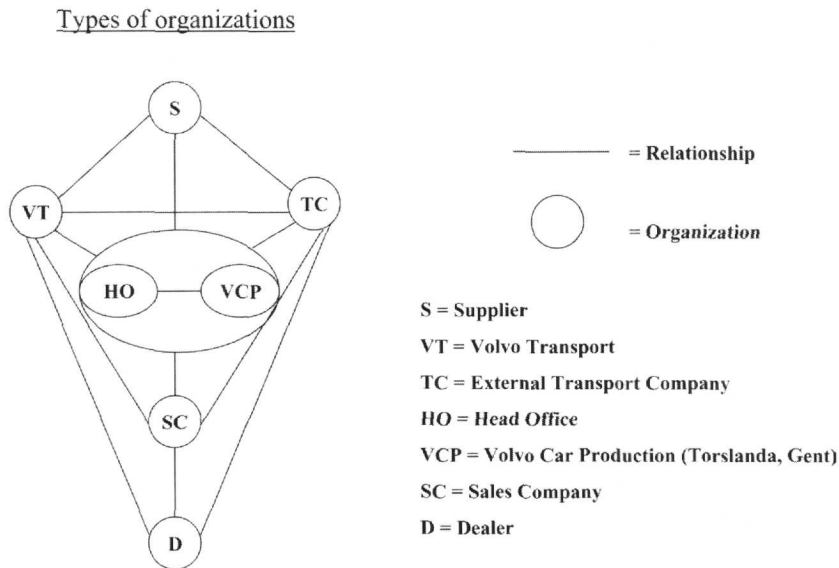 Types of organizations
S
VT
TC
HO
VCP
SC
D
= Relationship
= Organization
S = Supplier
VT = Volvo Transport
TC = External Transport Company
HO = Head Office
VCP = Volvo Car Production (Torslanda, Gent)
SC = Sales Company
D = Dealer